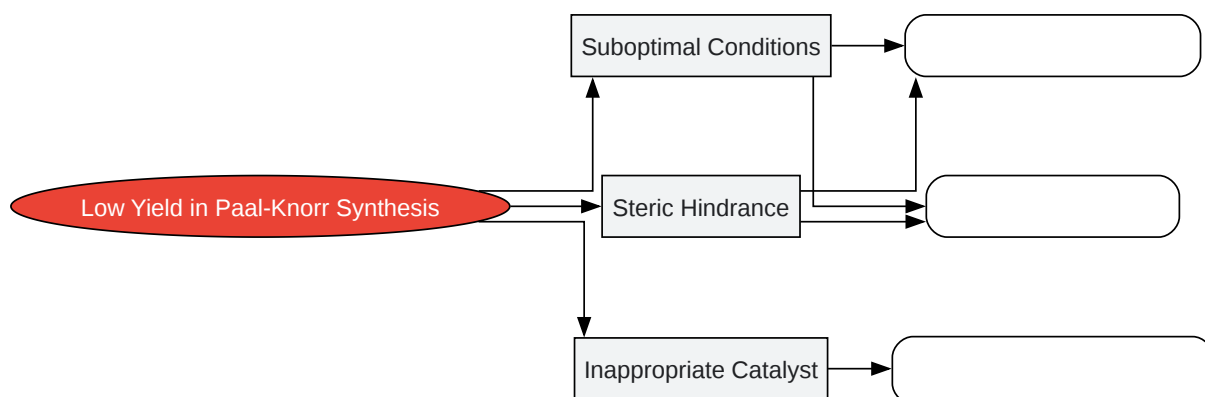 Suboptimal Conditions
Low Yield in Paal-Knorr Synthesis
Steric Hindrance
Inappropriate Catalyst